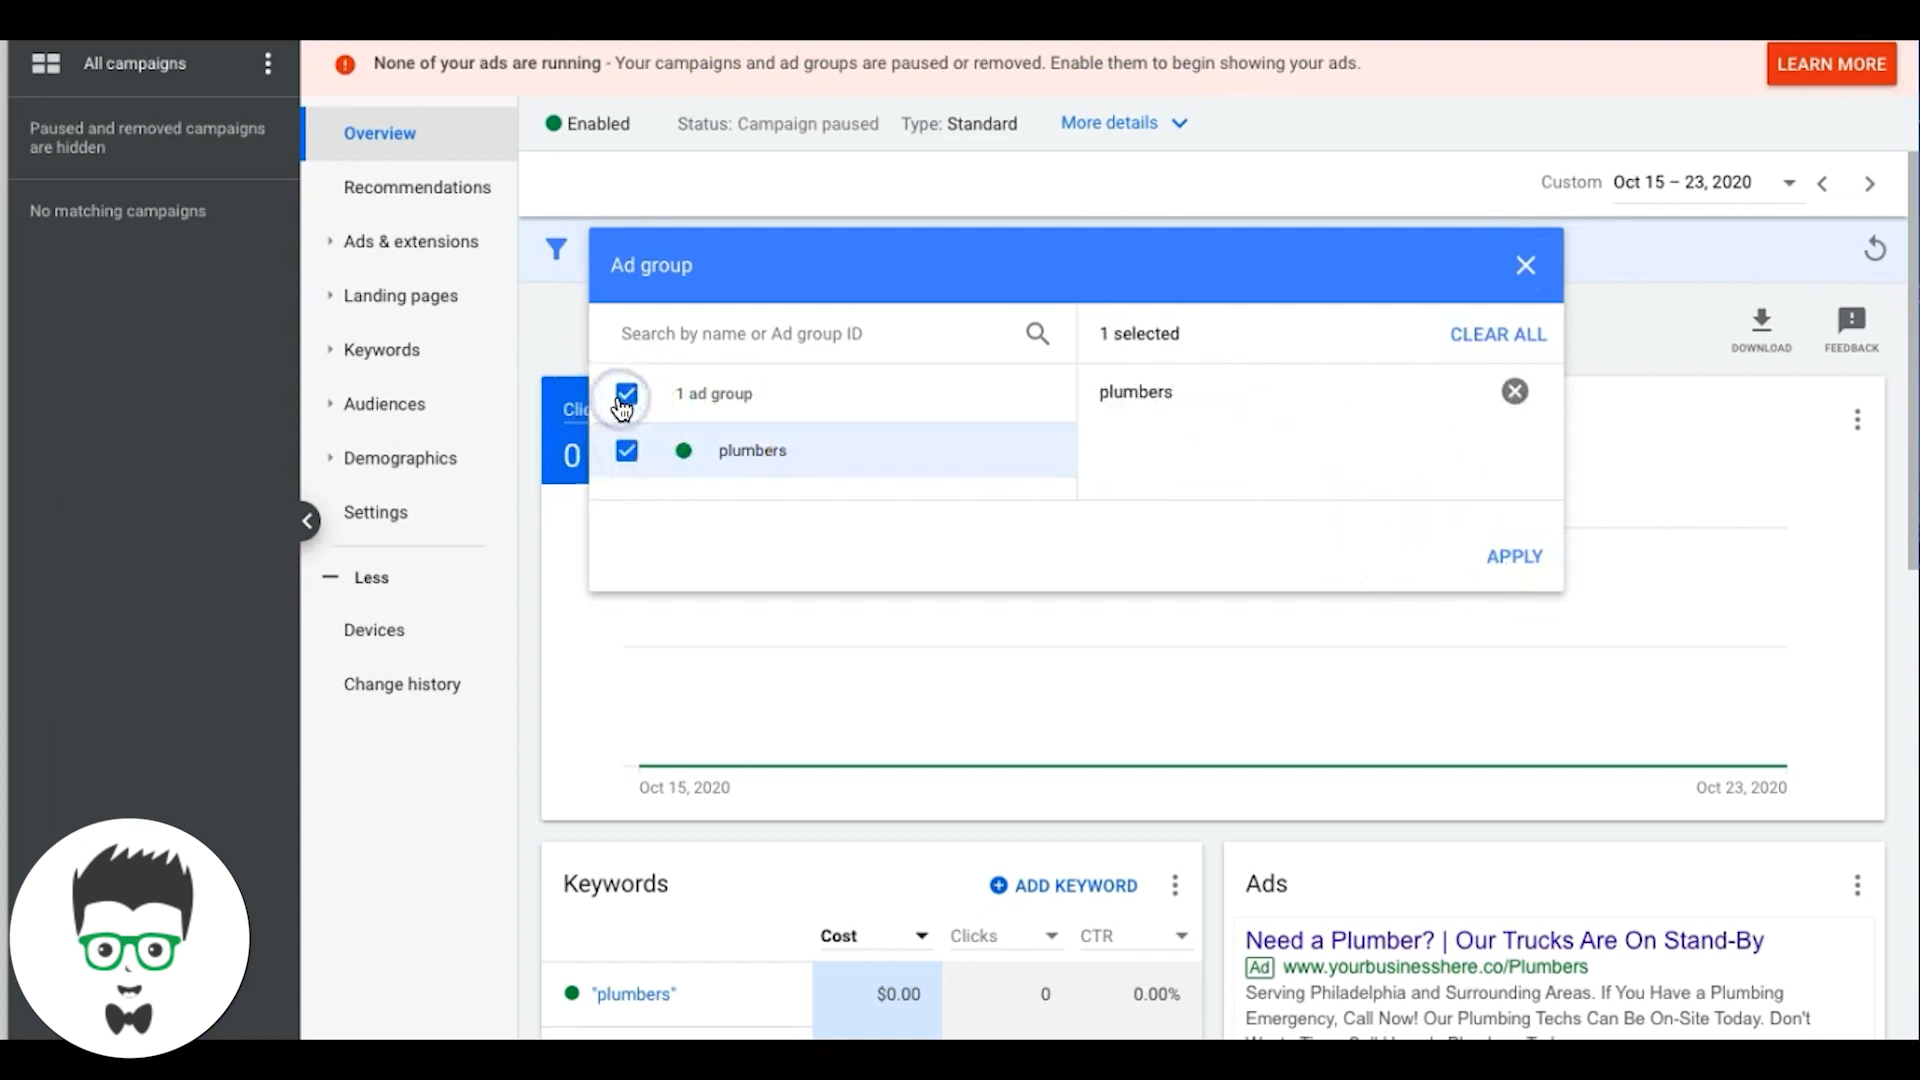 All campaigns
None of your ads are running - Your campaigns and ad groups are paused or removed. Enable them to begin showing your ads.
LEARN MORE
Paused and removed campaigns
are hidden
No matching campaigns
Overview
Recommendations
Ads & extensions
Landing pages
Keywords
Audiences
Demographics
Settings
Less
Devices
Change history
Enabled
Status: Campaign paused
Type: Standard
More details
Custom Oct 15 – 23, 2020
Ad group
Search by name or Ad group ID
1 selected
CLEAR ALL
1 ad group
plumbers
plumbers
APPLY
DOWNLOAD
FEEDBACK
Clic
0
Oct 15, 2020
Oct 23, 2020
Keywords
ADD KEYWORD
Cost
Clicks
CTR
"plumbers"
$0.00
0
0.00%
Ads
Need a Plumber? | Our Trucks Are On Stand-By
Ad www.yourbusinesshere.co/Plumbers
Serving Philadelphia and Surrounding Areas. If You Have a Plumbing
Emergency, Call Now! Our Plumbing Techs Can Be On-Site Today. Don't